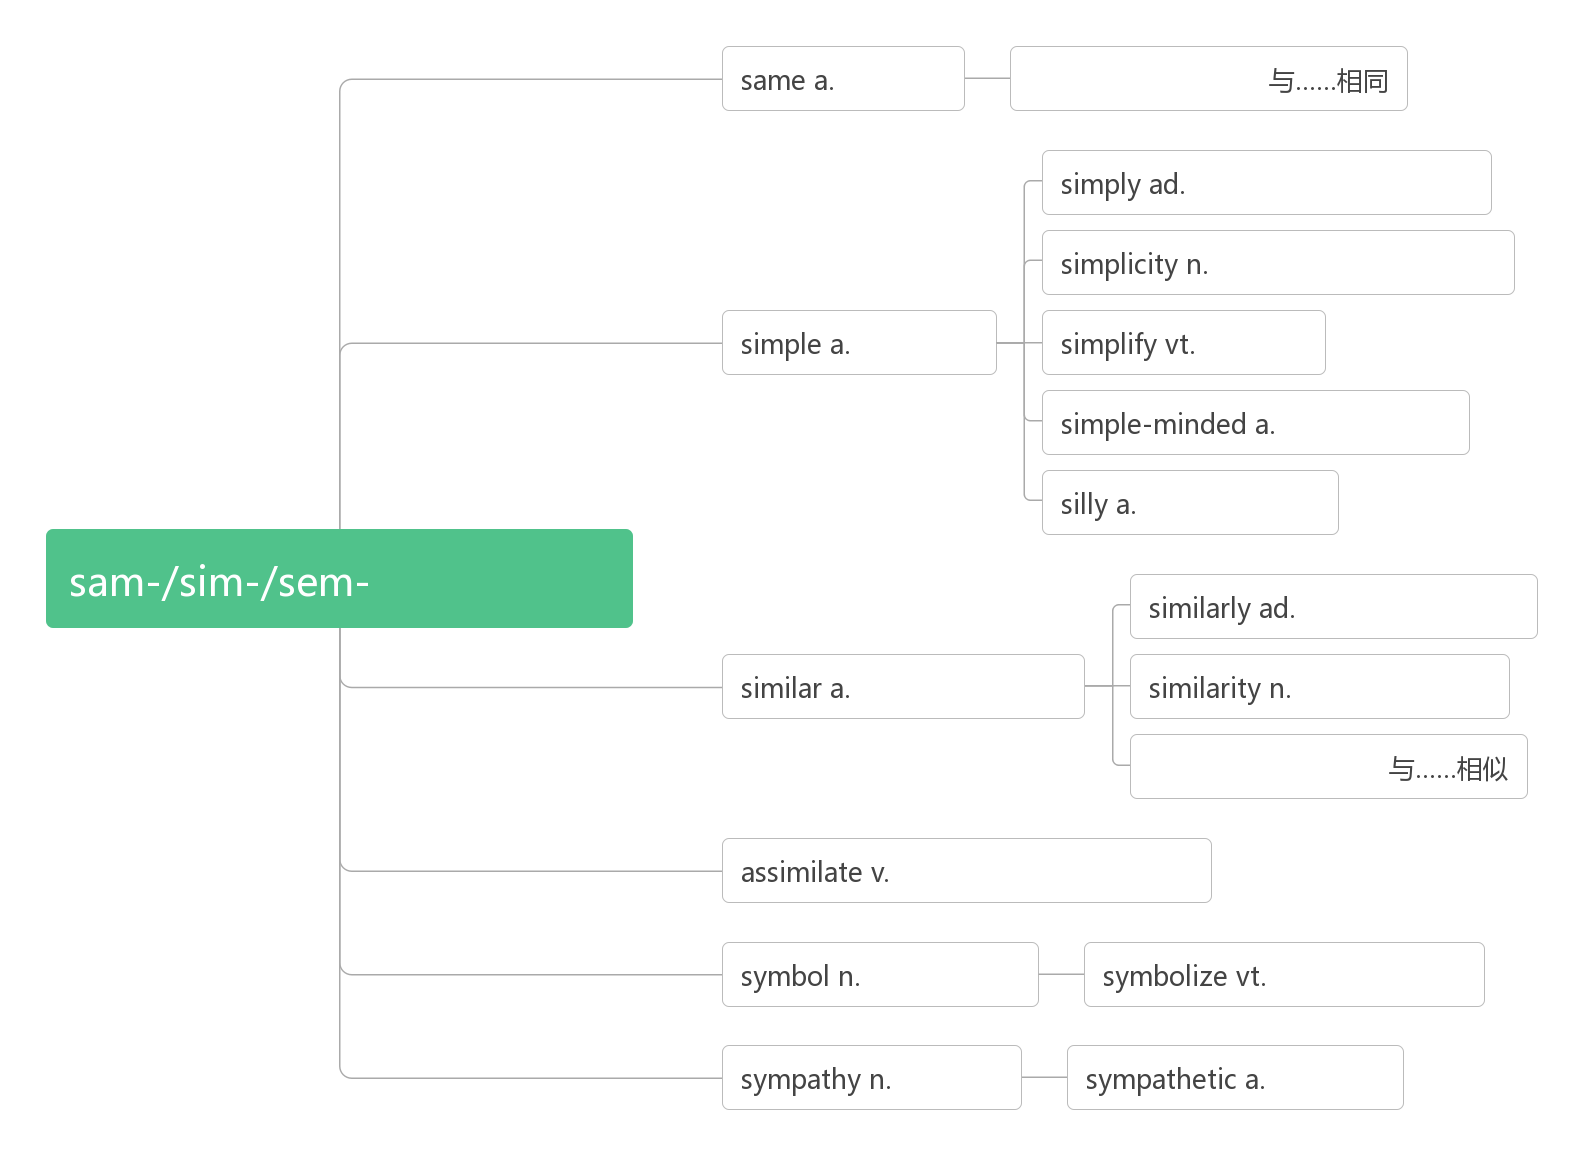 same a.
与……相同
simply ad.
simplicity n.
simple a.
simplify vt.
simple-minded a.
silly a.
sam-/sim-/sem-
similarly ad.
similar a.
similarity n.
与……相似
assimilate v.
symbol n.
symbolize vt.
sympathy n.
sympathetic a.